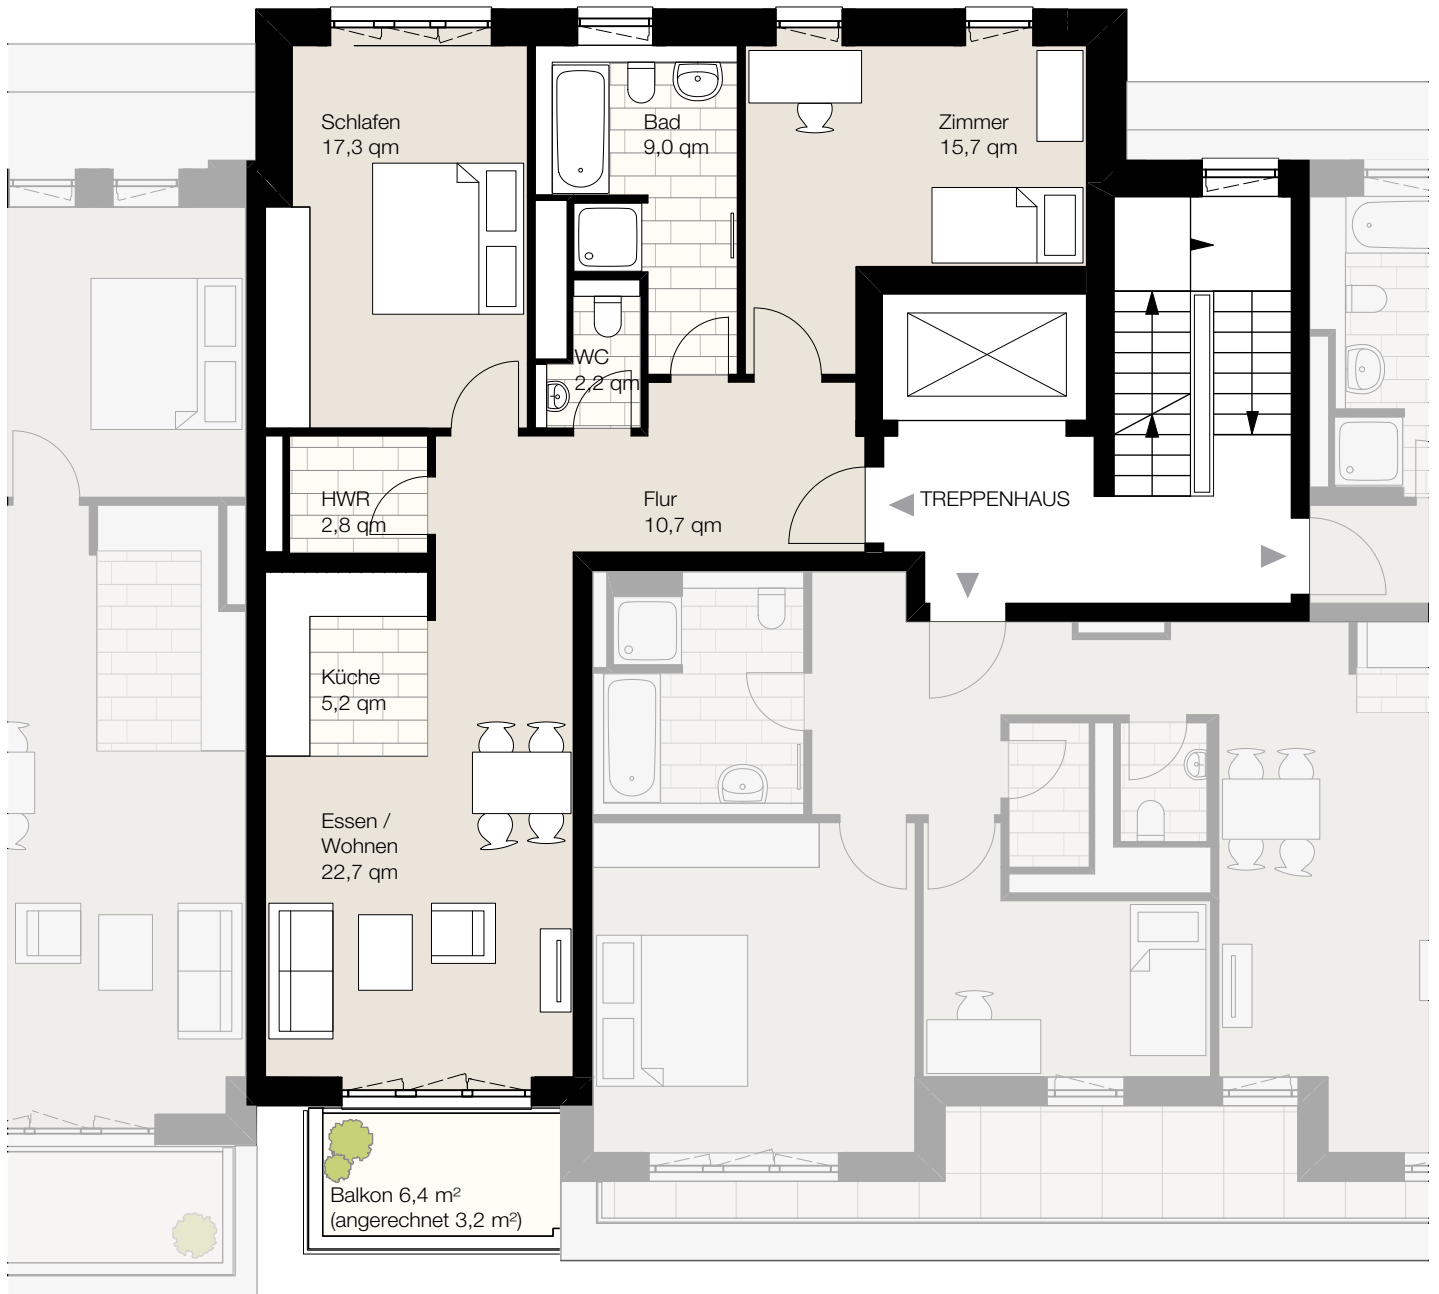 Schlafen
17,3 qm
Bad
9,0 qm
Zimmer
15,7 qm
WC
2,2 qm
HWR
2,8 qm
Flur
10,7 qm
TREPPENHAUS
Küche
5,2 qm
Essen /
Wohnen
22,7 qm
Balkon 6,4 m²
(angerechnet 3,2 m²)